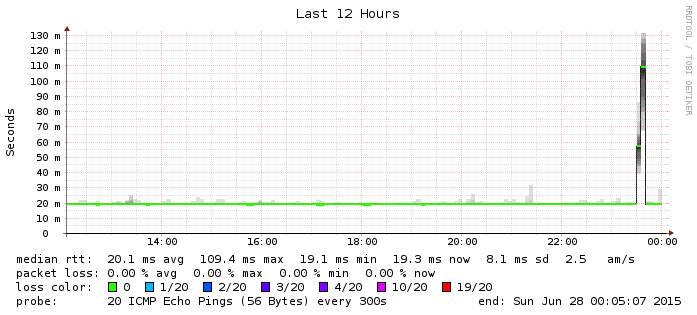 Last 12 Hours
RRDTOOL / TOBI OETIKER
Seconds
130 m
120 m
110 m
100 m
90 m
80 m
70 m
60 m
50 m
40 m
30 m
20 m
10 m
0
14:00 16:00 18:00 20:00 22:00 00:00
median rtt: 20.1 ms avg 109.4 ms max 19.1 ms min 19.3 ms now 8.1 ms sd 2.5 am/s
packet loss: 0.00 % avg 0.00 % max 0.00 % min 0.00 % now
loss color: 0 1/20 2/20 3/20 4/20 10/20 19/20
probe: 20 ICMP Echo Pings (56 Bytes) every 300s end: Sun Jun 28 00:05:07 2015